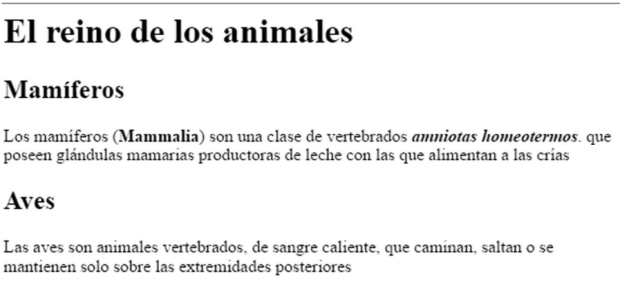 El reino de los animales
Mamíferos
Los mamíferos (Mammalia) son una clase de vertebrados amniotas homeotermos. que
poseen glándulas mamarias productoras de leche con las que alimentan a las crías
Aves
Las aves son animales vertebrados, de sangre caliente, que caminan, saltan o se
mantienen solo sobre las extremidades posteriores